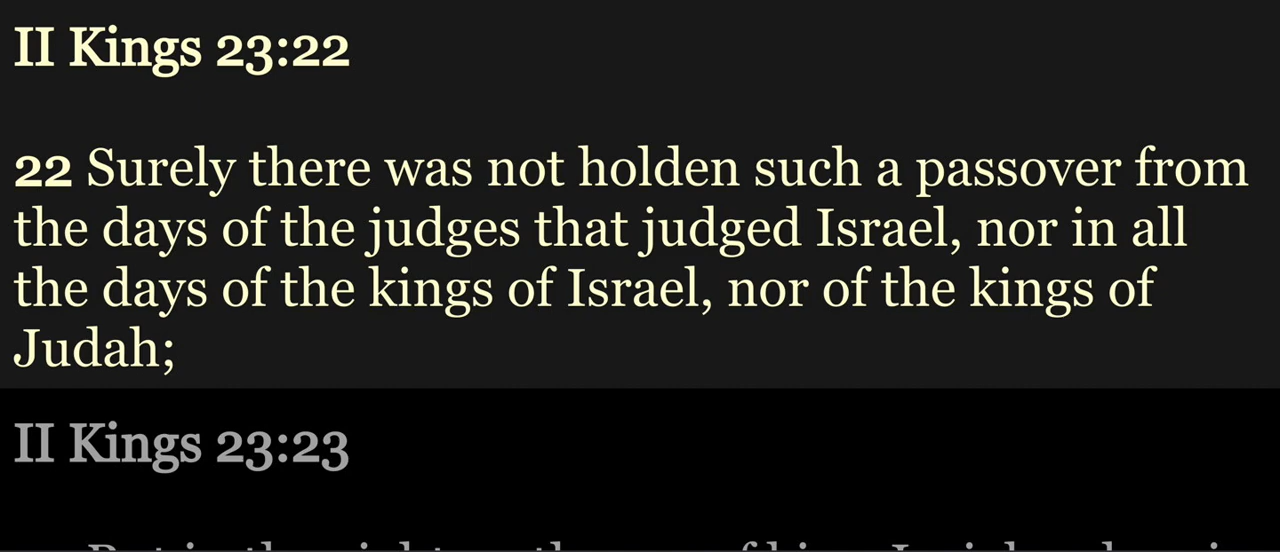 II Kings 23:22
22 Surely there was not holden such a passover from
the days of the judges that judged Israel, nor in all
the days of the kings of Israel, nor of the kings of
Judah;
II Kings 23:23